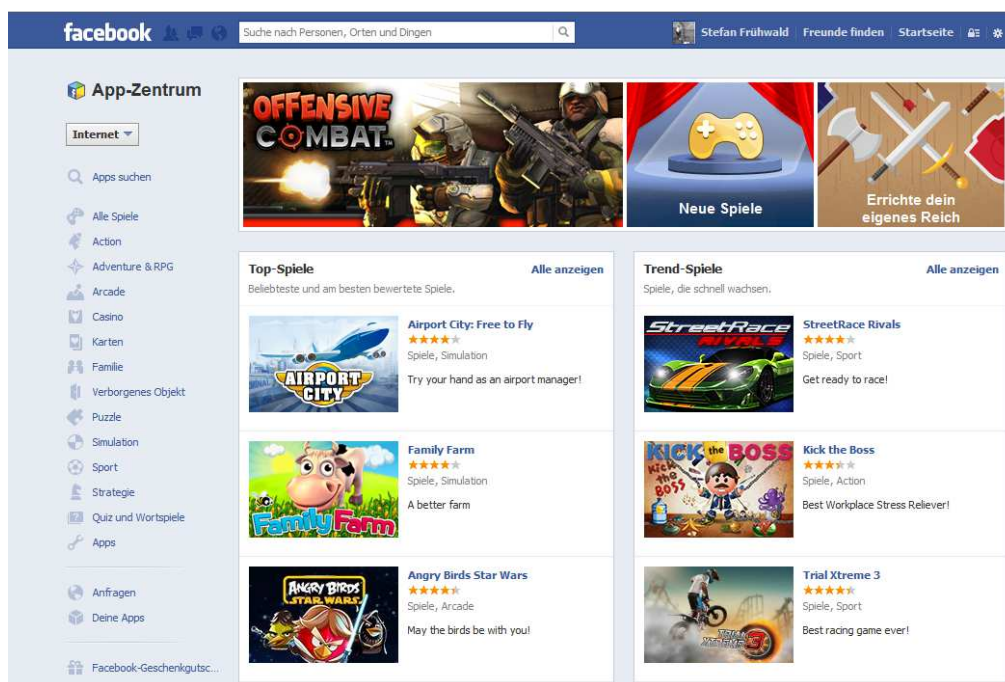 facebook
Suche nach Personen, Orten und Dingen
Stefan Frühwald
Freunde finden
Startseite
App-Zentrum
Internet
Apps suchen
Alle Spiele
Action
Adventure & RPG
Arcade
Casino
Karten
Familie
Verborgenes Objekt
Puzzle
Simulation
Sport
Strategie
Quiz und Wortspiele
Apps
Anfragen
Deine Apps
Facebook-Geschenkgutsc...
OFFENSIVE
COMBAT™
Neue Spiele
Errichte dein
eigenes Reich
Top-Spiele
Alle anzeigen
Beliebteste und am besten bewertete Spiele.
AIRPORT
CITY
Airport City: Free to Fly
Spiele, Simulation
Try your hand as an airport manager!
Family Farm
Family Farm
Spiele, Simulation
A better farm
ANGRY BIRDS
STAR WARS
Angry Birds Star Wars
Spiele, Arcade
May the birds be with you!
Trend-Spiele
Alle anzeigen
Spiele, die schnell wachsen.
StreetRace
RIVALS
StreetRace Rivals
Spiele, Sport
Get ready to race!
KICK the BOSS
Kick
the
BOSS
Kick the Boss
Spiele, Action
Best Workplace Stress Reliever!
TRIAL
XTREME 3
Trial Xtreme 3
Spiele, Sport
Best racing game ever!